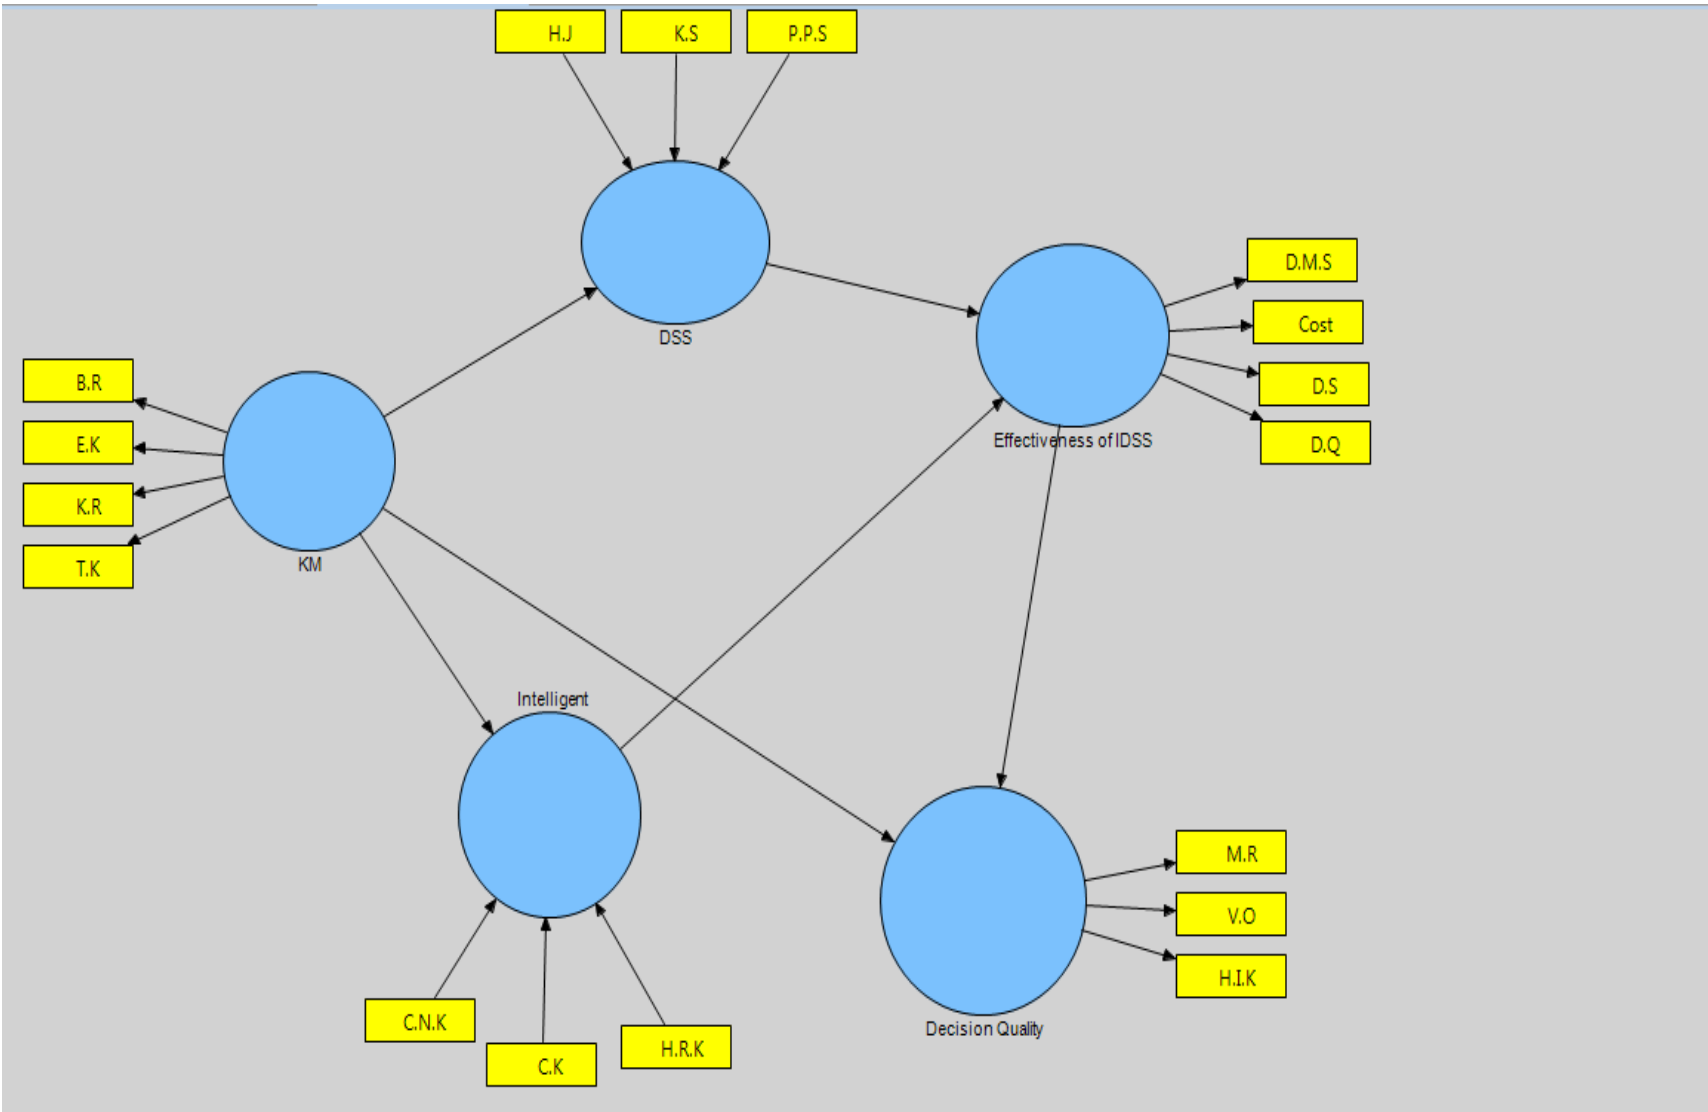 H.J
K.S
P.P.S
DSS
D.M.S
Cost
D.S
D.Q
Effectiveness of IDSS
B.R
E.K
K.R
T.K
KM
Intelligent
C.N.K
C.K
H.R.K
M.R
V.O
H.I.K
Decision Quality